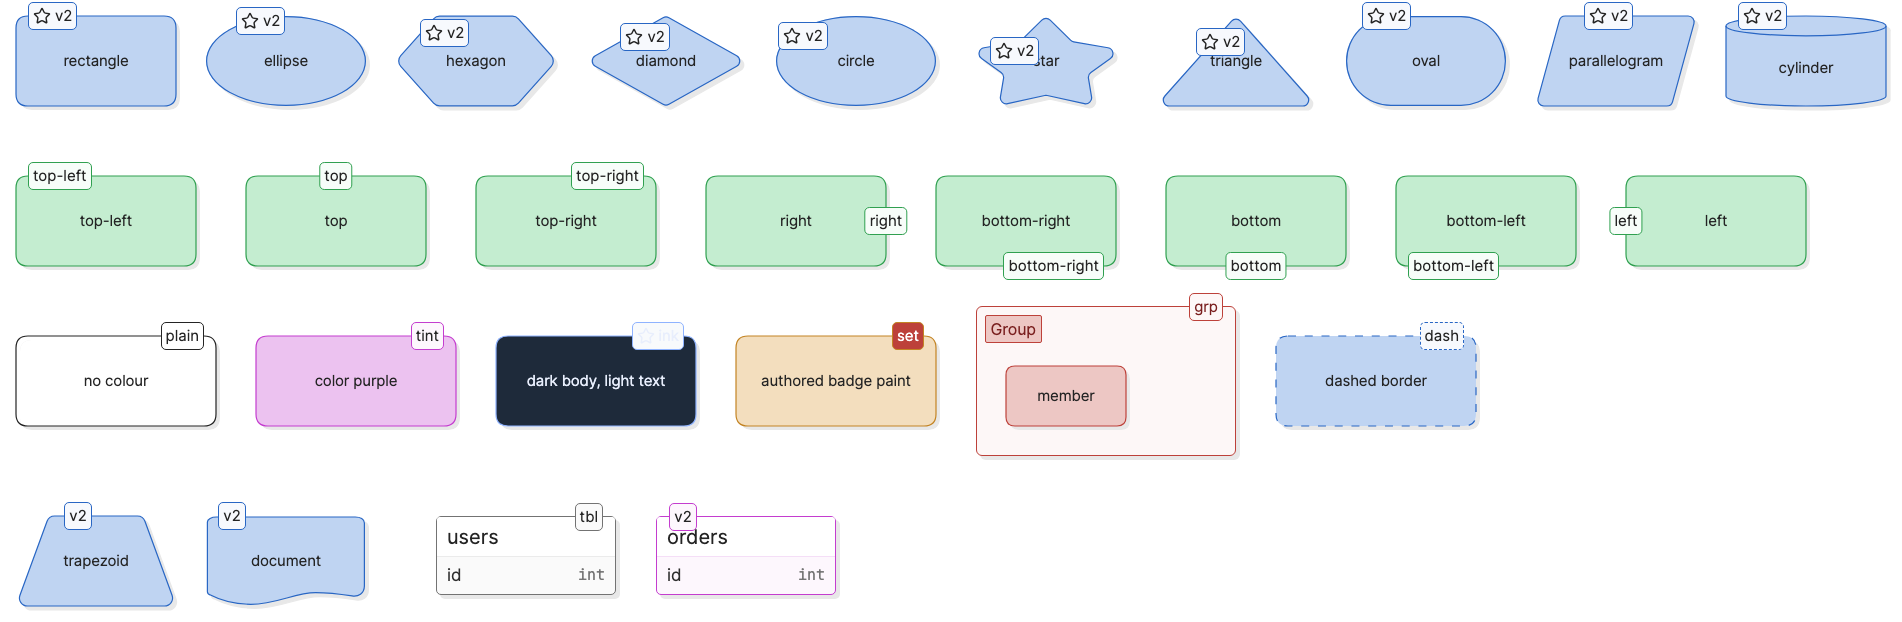 v2
rectangle
v2
ellipse
v2
hexagon
v2
diamond
v2
circle
v2
star
v2
triangle
v2
oval
v2
parallelogram
v2
cylinder
top-left
top-left
top
top
top-right
top-right
right
right
bottom-right
bottom-right
bottom
bottom
bottom-left
bottom-left
left
left
plain
no colour
tint
color purple
ink
dark body, light text
set
authored badge paint
grp
Group
member
dash
dashed border
v2
trapezoid
v2
document
tbl
users
id int
v2
orders
id int